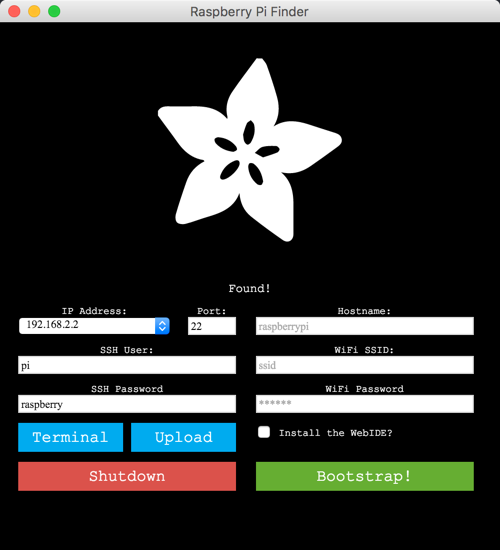 Raspberry Pi Finder
Found!
IP Address: Port: Hostname:
192.168.2.2 22 raspberrypi
SSH User: WiFi SSID:
pi ssid
SSH Password WiFi Password
raspberry ******
Terminal Upload Install the WebIDE?
Shutdown Bootstrap!